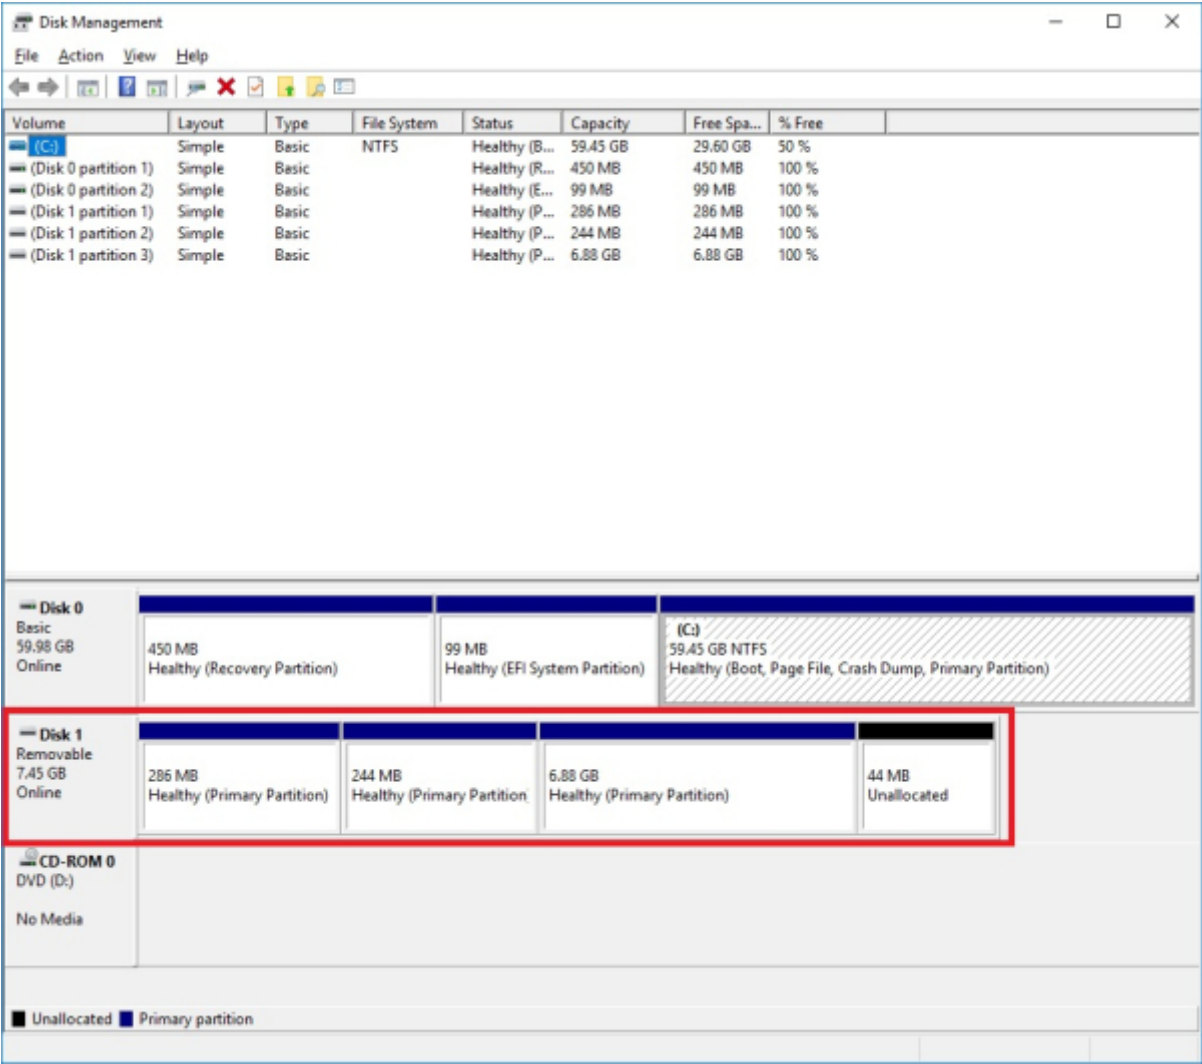 Disk Management
File Action View Help
Volume Layout Type File System Status Capacity Free Spa... % Free
(C:) Simple Basic NTFS Healthy (B... 59.45 GB 29.60 GB 50 %
(Disk 0 partition 1) Simple Basic Healthy (R... 450 MB 450 MB 100 %
(Disk 0 partition 2) Simple Basic Healthy (E... 99 MB 99 MB 100 %
(Disk 1 partition 1) Simple Basic Healthy (P... 286 MB 286 MB 100 %
(Disk 1 partition 2) Simple Basic Healthy (P... 244 MB 244 MB 100 %
(Disk 1 partition 3) Simple Basic Healthy (P... 6.88 GB 6.88 GB 100 %
Disk 0
Basic
59.98 GB
Online
450 MB
Healthy (Recovery Partition)
99 MB
Healthy (EFI System Partition)
(C:)
59.45 GB NTFS
Healthy (Boot, Page File, Crash Dump, Primary Partition)
Disk 1
Removable
7.45 GB
Online
286 MB
Healthy (Primary Partition)
244 MB
Healthy (Primary Partition
6.88 GB
Healthy (Primary Partition)
44 MB
Unallocated
CD-ROM 0
DVD (D:)
No Media
Unallocated Primary partition